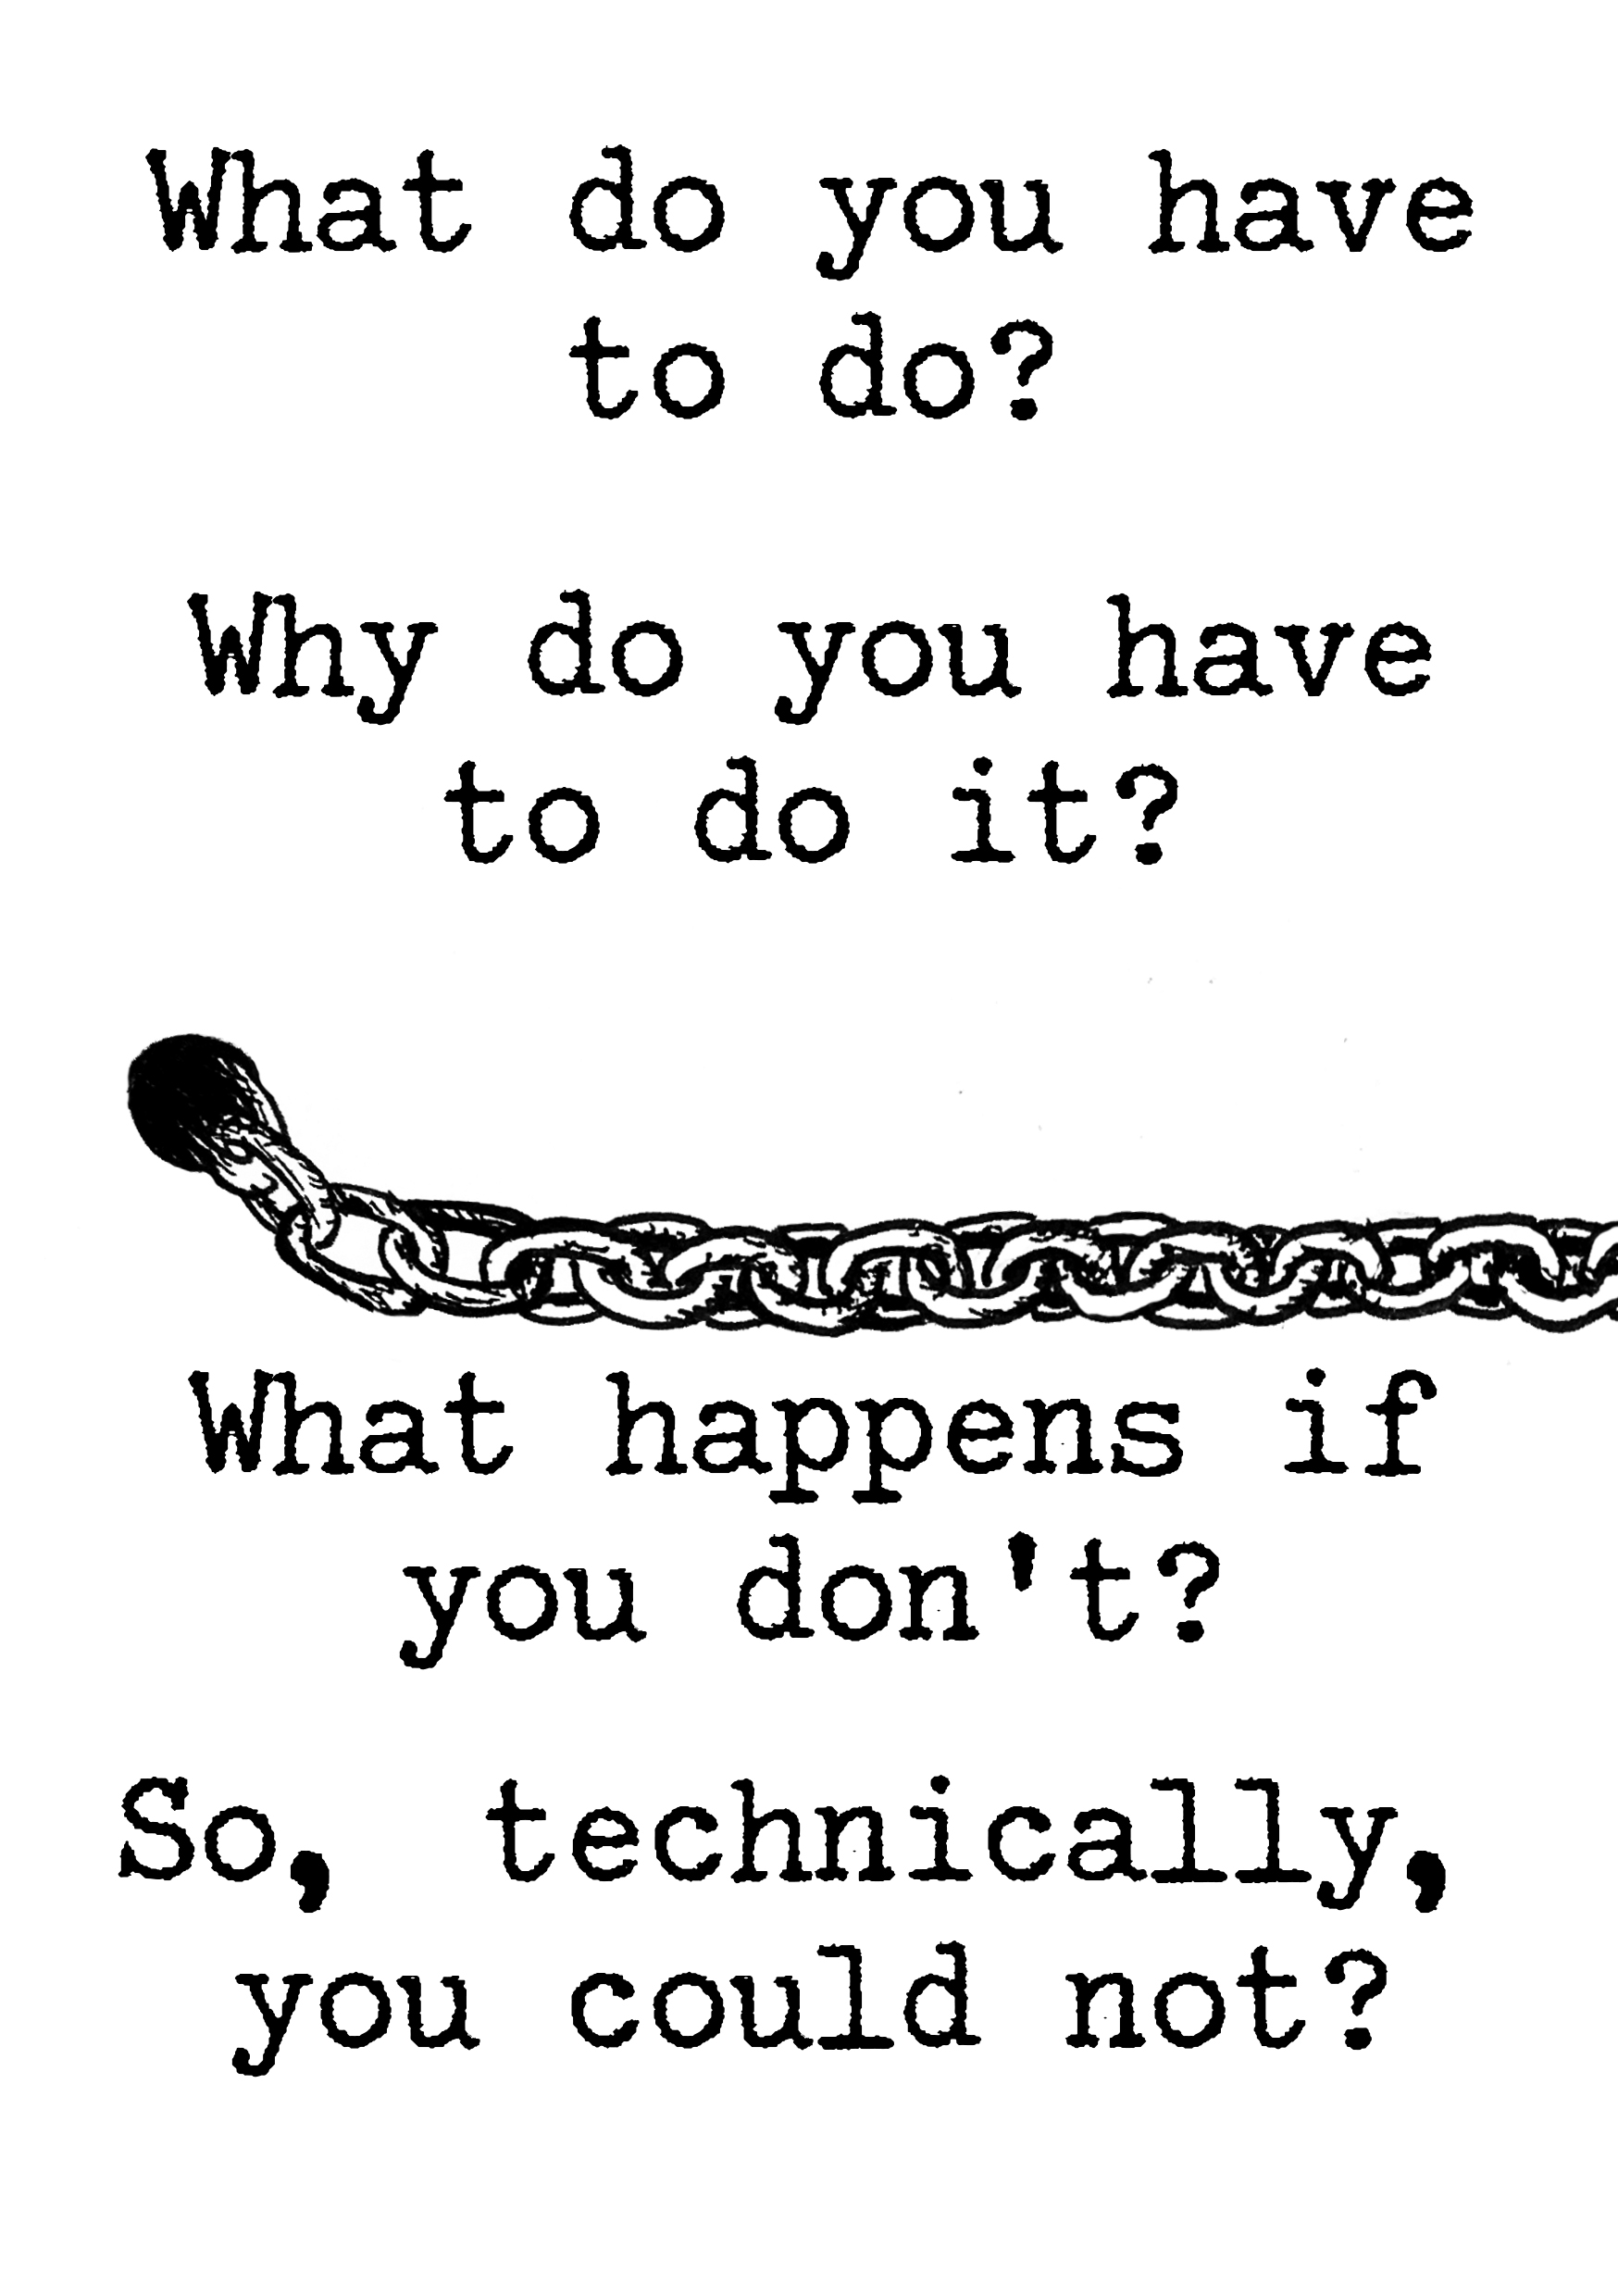 What do you have
to do?
Why do you have
to do it?
What happens if
you don't?
So, technically,
you could not?